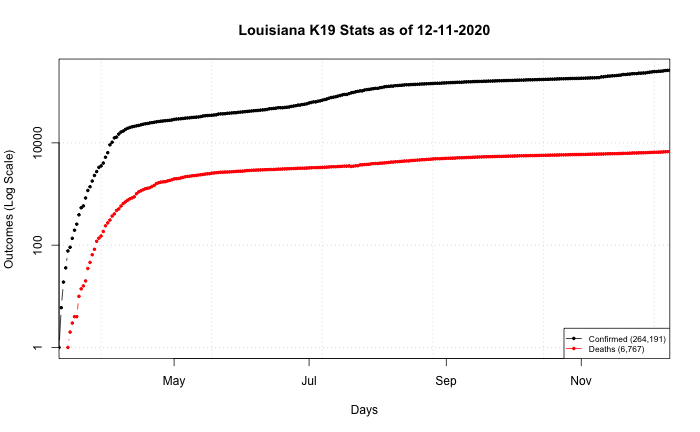 Louisiana K19 Stats as of 12-11-2020
Outcomes (Log Scale)
10000
100
1
Confirmed (264,191)
Deaths (6,767)
May
Jul
Sep
Nov
Days